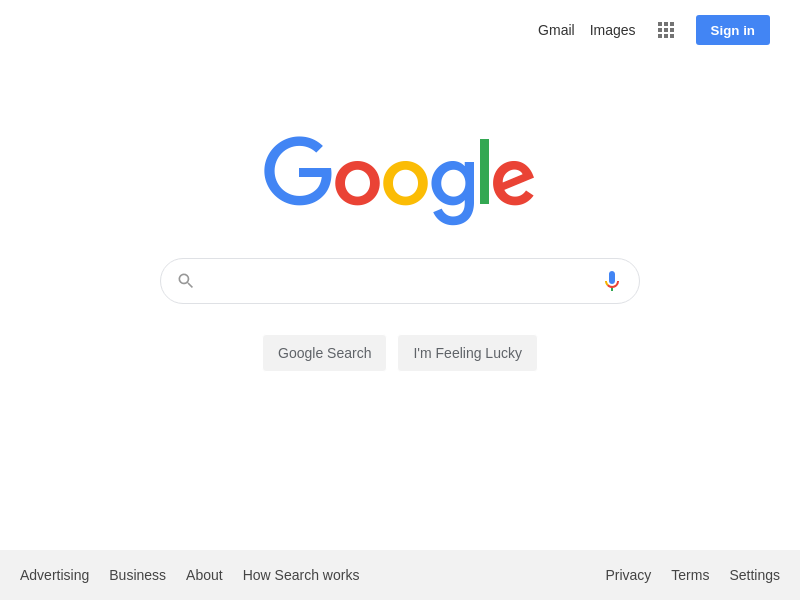 Gmail Images Sign in
Google
Google Search I'm Feeling Lucky
Advertising Business About How Search works Privacy Terms Settings